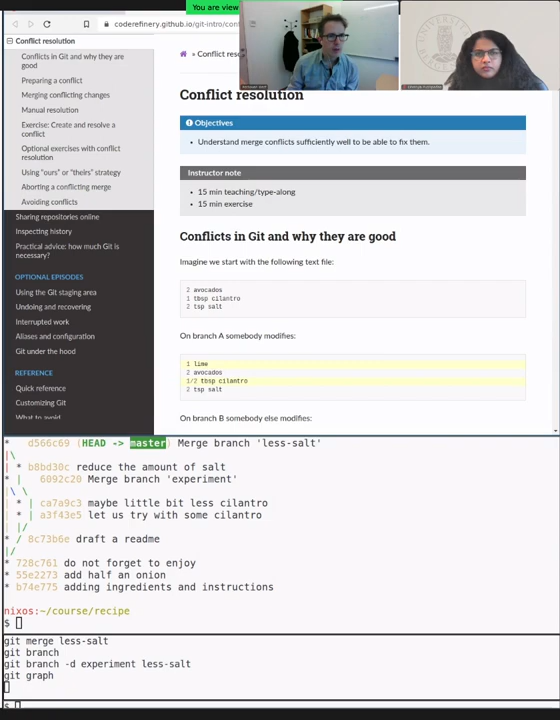 You are view
coderefinery.github.io/git-intro/con
Conflict resolution
Conflicts in Git and why they are
good
Preparing a conflict
Merging conflicting changes
Manual resolution
Exercise: Create and resolve a
conflict
Optional exercises with conflict
resolution
Using "ours" or "theirs" strategy
Aborting a conflicting merge
Avoiding conflicts
Sharing repositories online
Inspecting history
Practical advice: how much Git is
necessary?
OPTIONAL EPISODES
Using the Git staging area
Undoing and recovering
Interrupted work
Aliases and configuration
Git under the hood
REFERENCE
Quick reference
Customizing Git
What to avoid
» Conflict res
Conflict resolution
Objectives
• Understand merge conflicts sufficiently well to be able to fix them.
Instructor note
• 15 min teaching/type-along
• 15 min exercise
Conflicts in Git and why they are good
Imagine we start with the following text file:
2 avocados
1 tbsp cilantro
2 tsp salt
On branch A somebody modifies:
1 lime
2 avocados
1/2 tbsp cilantro
2 tsp salt
On branch B somebody else modifies:
*   d566c69 (HEAD -> master) Merge branch 'less-salt'
|\
| * b8bd30c reduce the amount of salt
* |   6092c20 Merge branch 'experiment'
|\ \
| * | ca7a9c3 maybe little bit less cilantro
| * | a3f43e5 let us try with some cilantro
| |/
* / 8c73b6e draft a readme
|/
* 728c761 do not forget to enjoy
* 55e2273 add half an onion
* b74e775 adding ingredients and instructions
nixos:~/course/recipe
$
git merge less-salt
git branch
git branch -d experiment less-salt
git graph
$